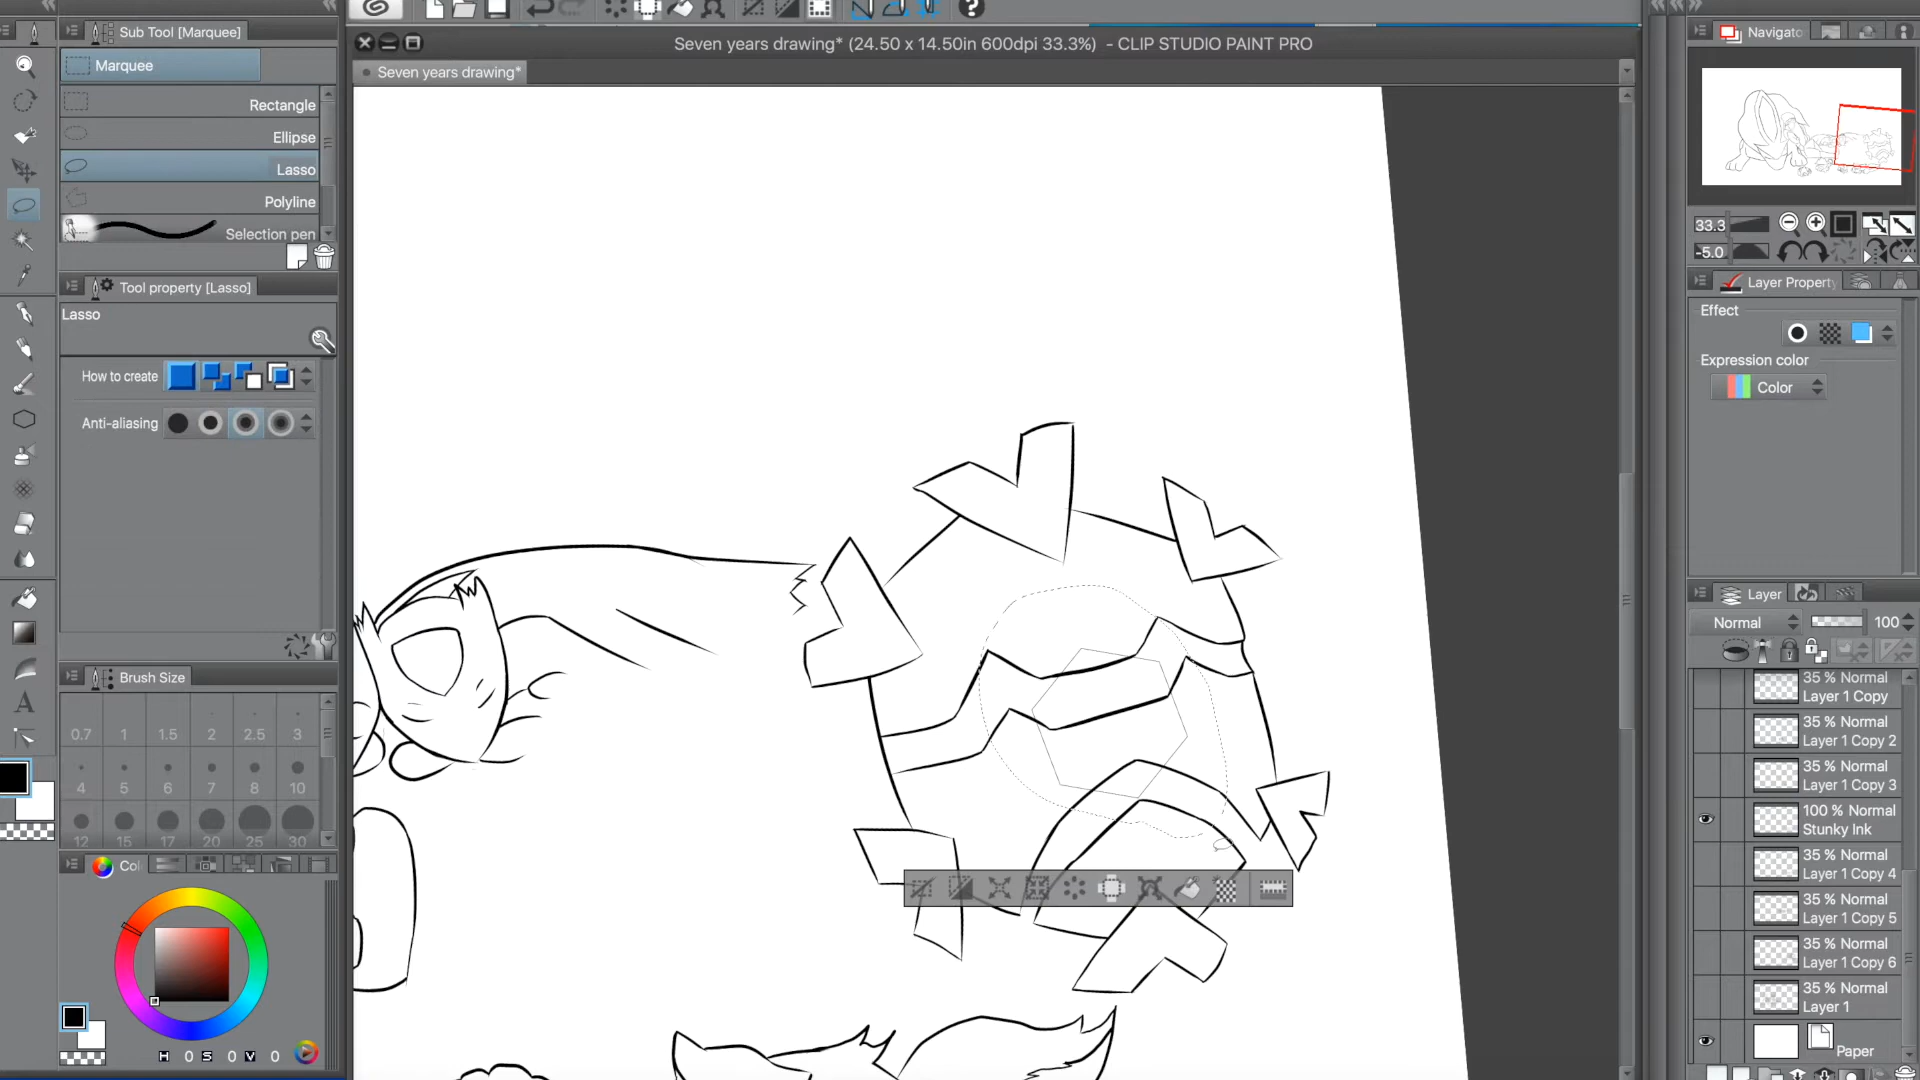 Sub Tool [Marquee]
Marquee
Rectangle
Ellipse
Lasso
Polyline
Selection pen
Tool property [Lasso]
Lasso
How to create
Anti-aliasing
Brush Size
0.7 1 1.5 2 2.5 3
4 5 6 7 8 10
12 15 17 20 25 30
Col
H 0 S 0 V 0
Seven years drawing* (24.50 x 14.50in 600dpi 33.3%) - CLIP STUDIO PAINT PRO
Seven years drawing*
Navigato
33.3
-5.0
Layer Property
Effect
Expression color
Color
Layer
Normal 100
35 % Normal
Layer 1 Copy
35 % Normal
Layer 1 Copy 2
35 % Normal
Layer 1 Copy 3
100 % Normal
Stunky Ink
35 % Normal
Layer 1 Copy 4
35 % Normal
Layer 1 Copy 5
35 % Normal
Layer 1 Copy 6
35 % Normal
Layer 1
Paper